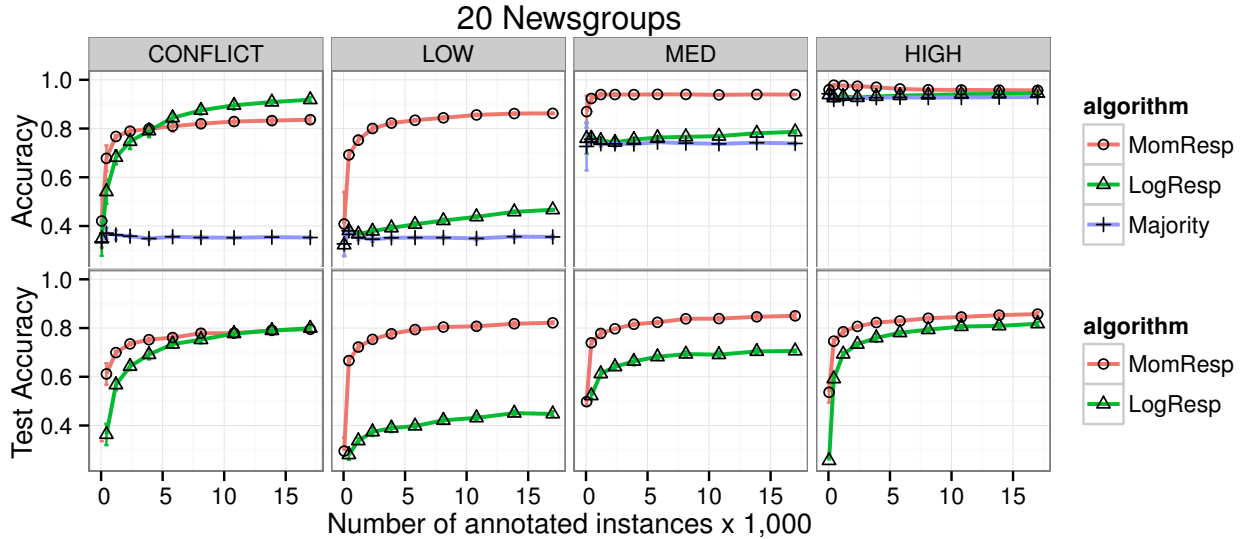 20 Newsgroups
CONFLICT LOW MED HIGH
Accuracy
1.0
0.8
0.6
0.4
algorithm
MomResp
LogResp
Majority
Test Accuracy
1.0
0.8
0.6
0.4
algorithm
MomResp
LogResp
0 5 10 15 0 5 10 15 0 5 10 15 0 5 10 15
Number of annotated instances x 1,000